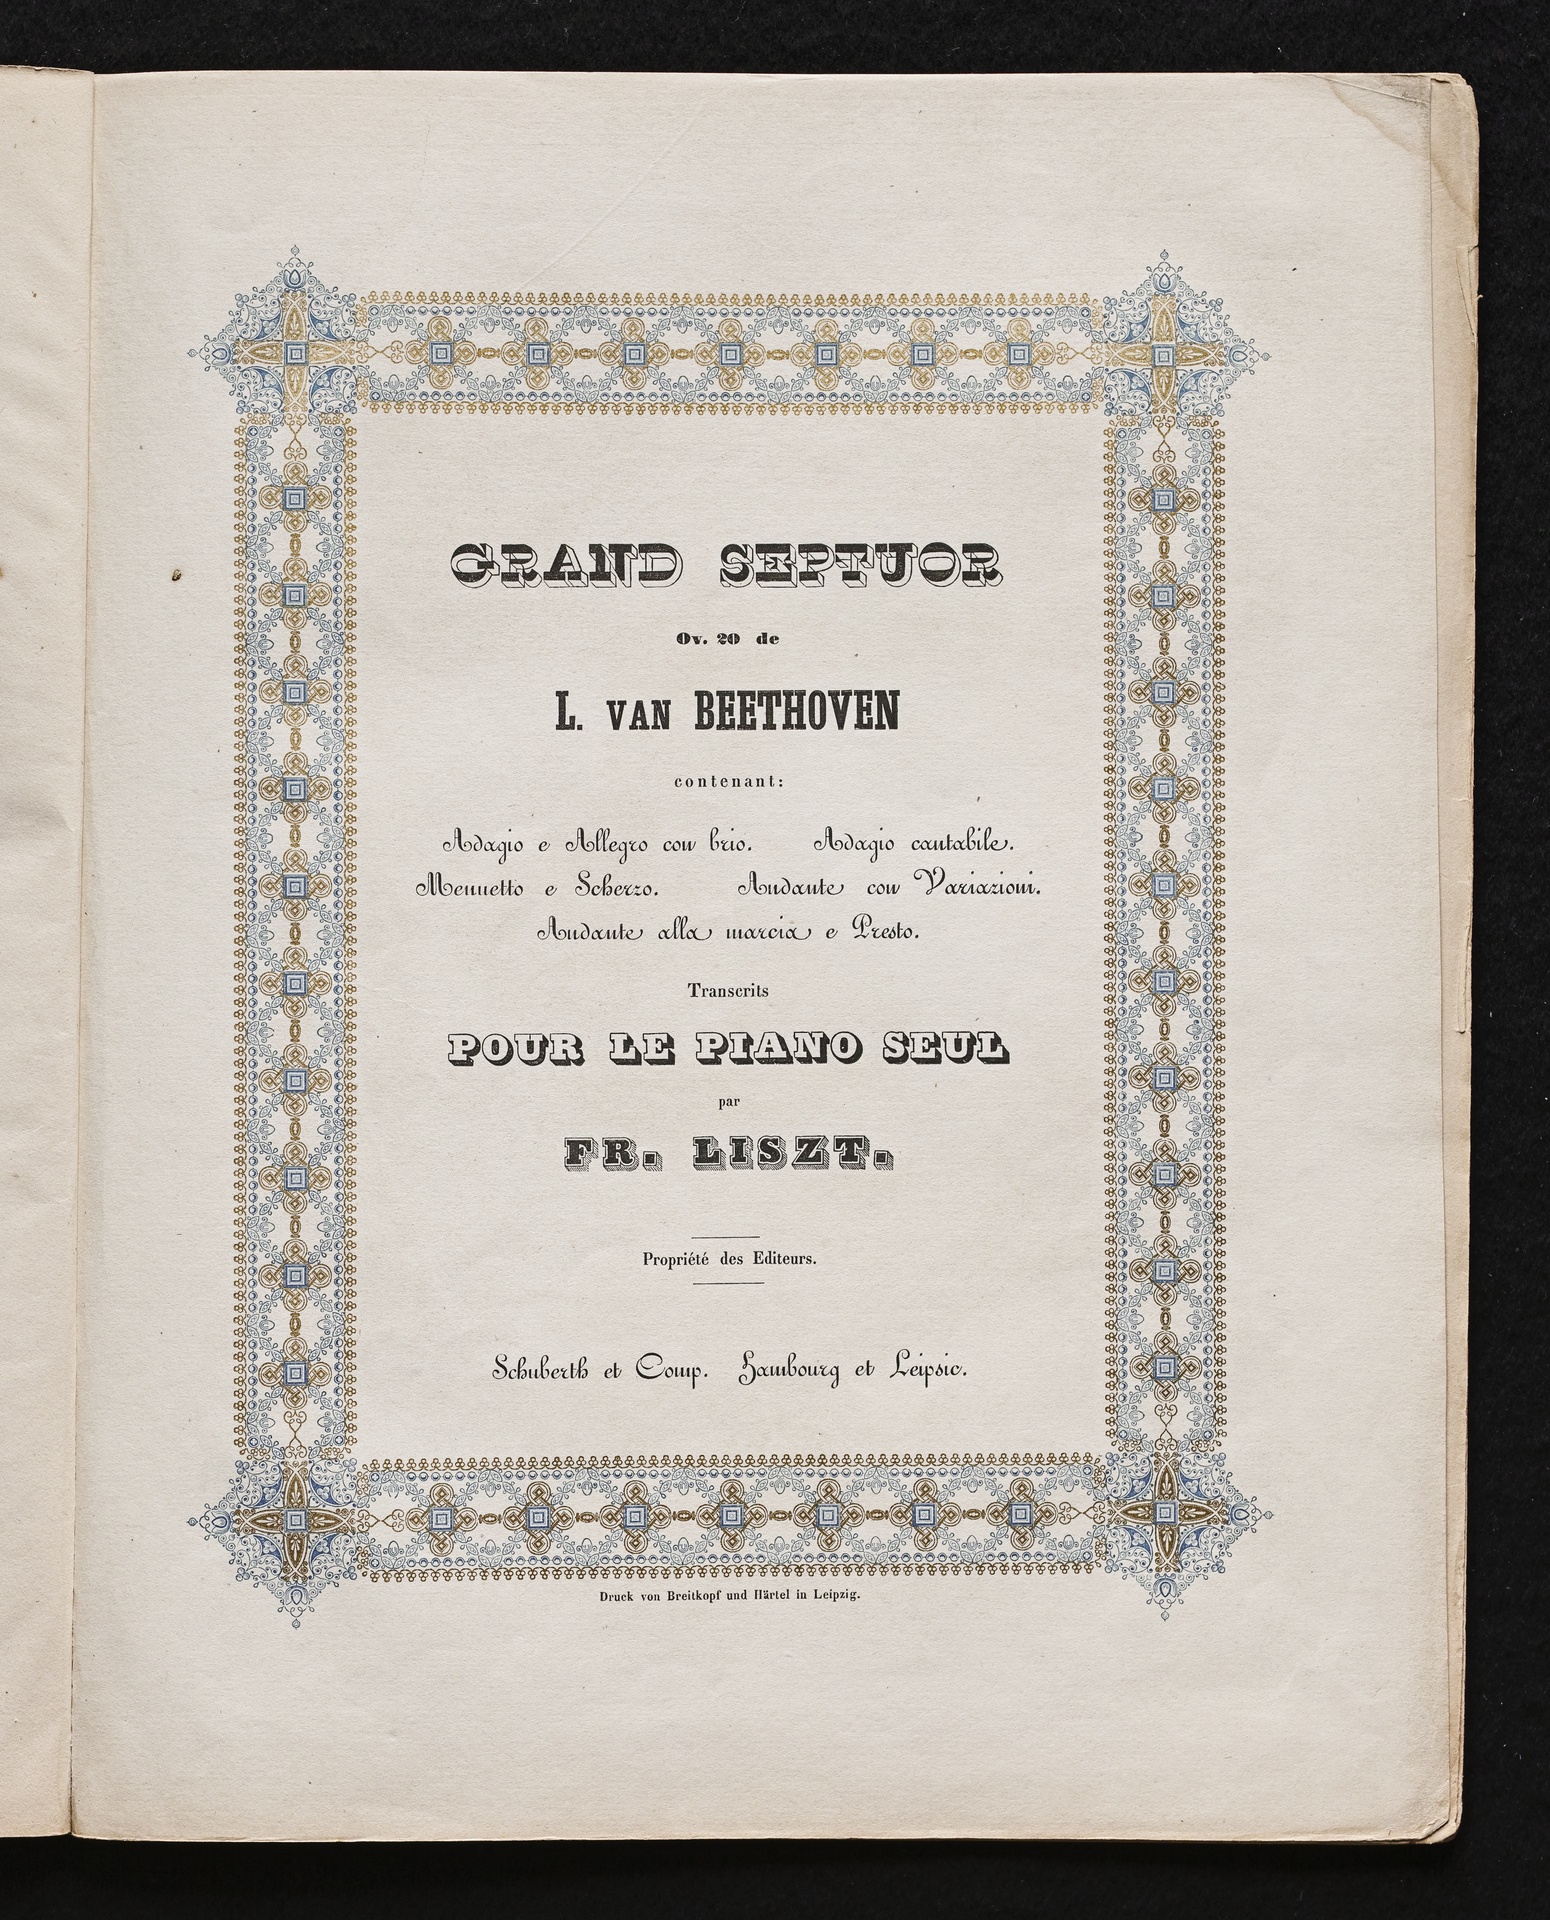 GRAND SEPTUOR
Ov. 20 de
L. VAN BEETHOVEN
contenant:
Adagio e Allegro con brio. Adagio cantabile.
Mennetto e Scherzo. Andante con Variazioni.
Andante alla marcia e Presto.
Transcrits
POUR LE PIANO SEUL
par
FR. LISZT.
Propriété des Editeurs.
Schuberth et Comp. Hambourg et Leipsic.
Druck von Breitkopf und Härtel in Leipzig.